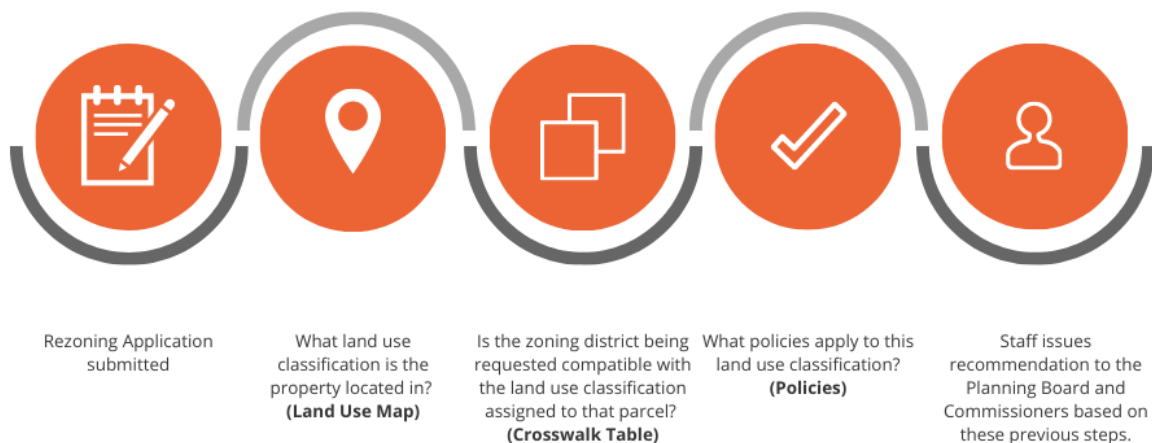 Rezoning Application
submitted
What land use
classification is the
property located in?
(Land Use Map)
Is the zoning district being
requested compatible with
the land use classification
assigned to that parcel?
(Crosswalk Table)
What policies apply to this
land use classification?
(Policies)
Staff issues
recommendation to the
Planning Board and
Commissioners based on
these previous steps.